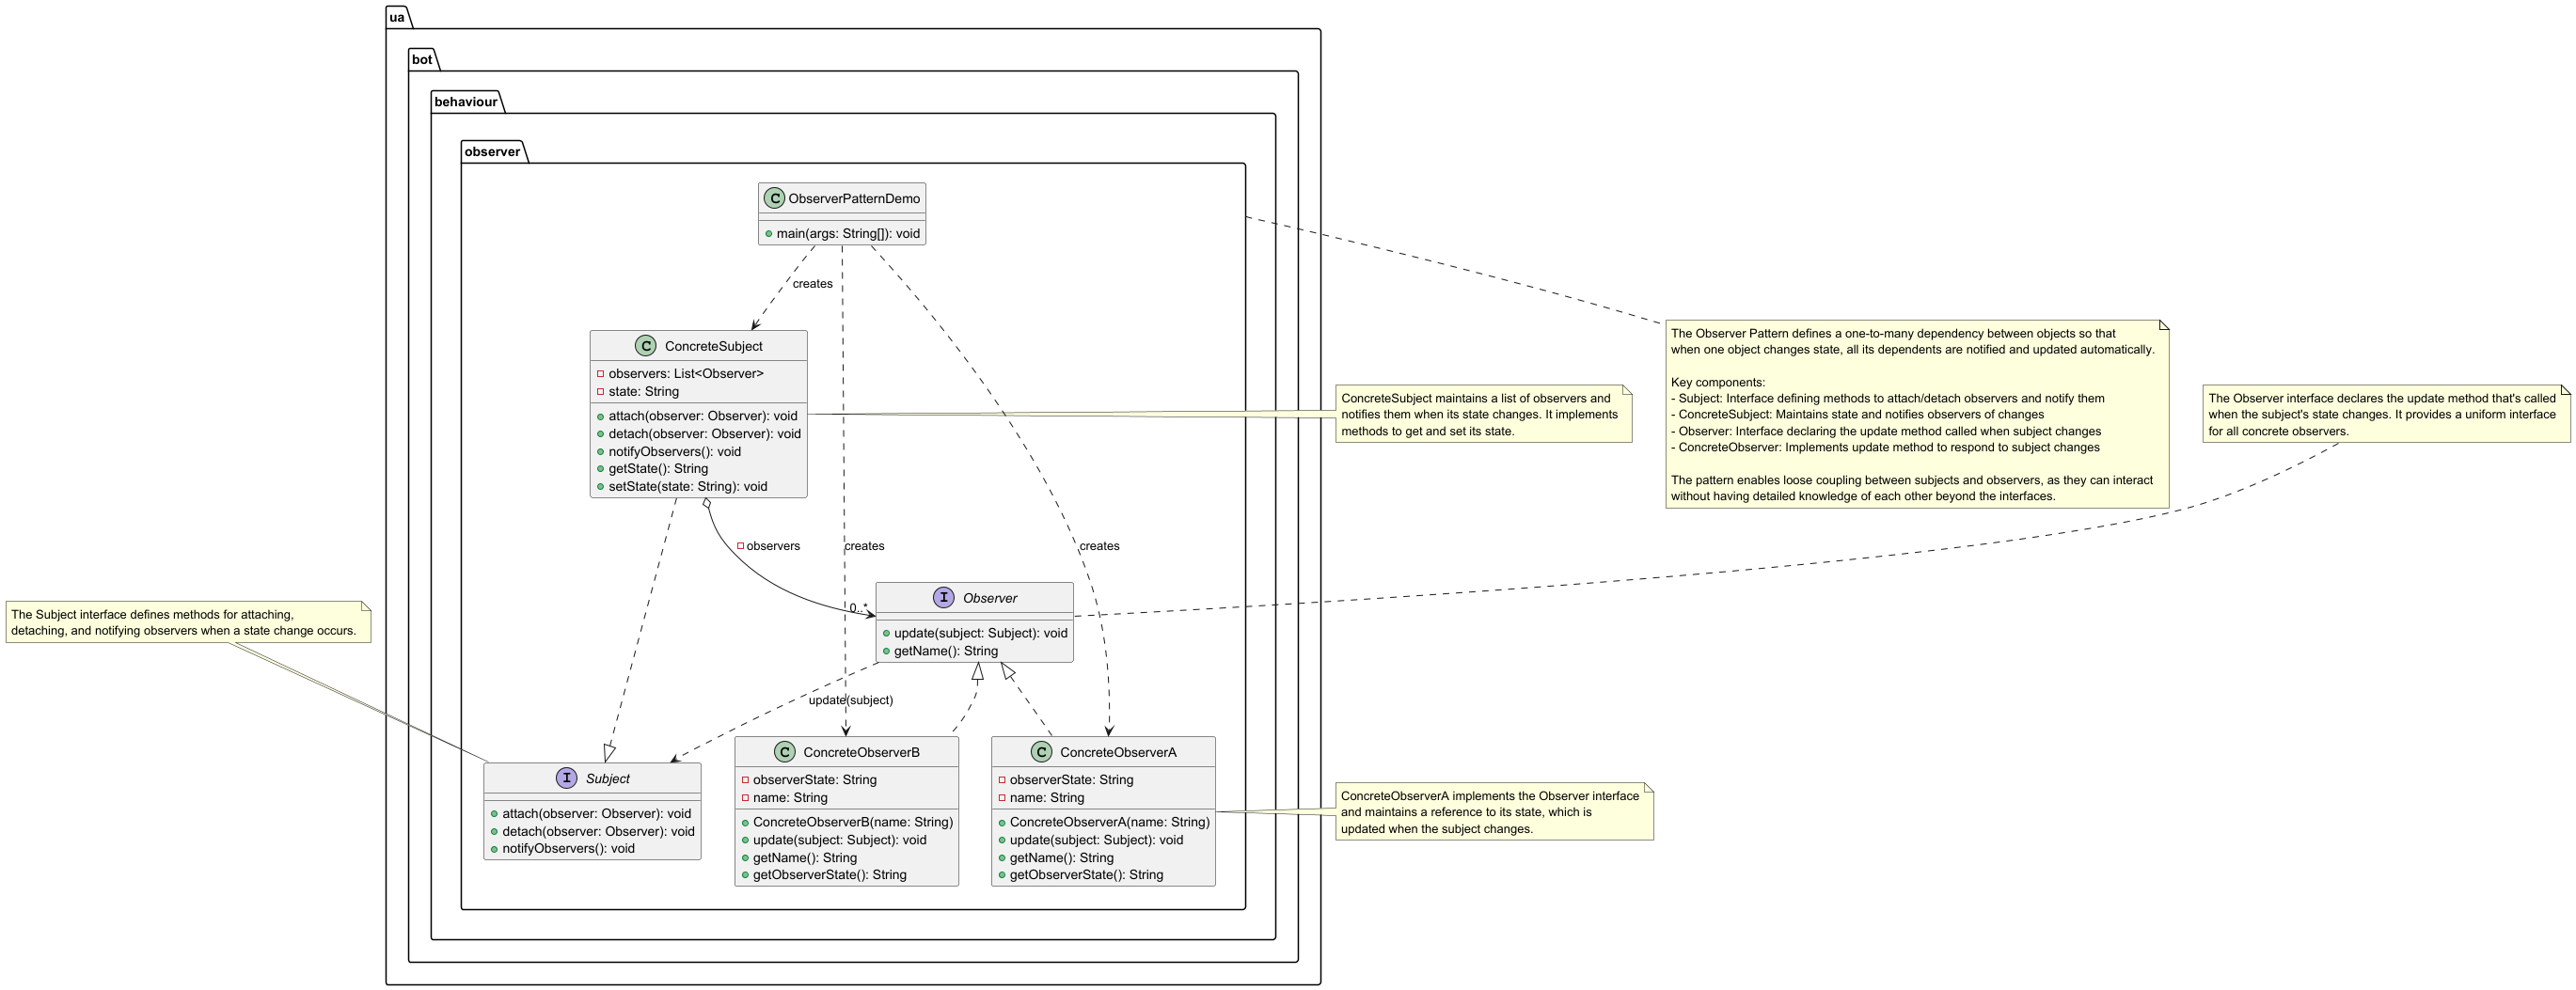 ua
bot
behaviour
observer
C ObserverPatternDemo
main(args: String[]): void
creates
C ConcreteSubject
observers: List<Observer>
state: String
attach(observer: Observer): void
detach(observer: Observer): void
notifyObservers(): void
getState(): String
setState(state: String): void
ConcreteSubject maintains a list of observers and
notifies them when its state changes. It implements
methods to get and set its state.
The Observer Pattern defines a one-to-many dependency between objects so that
when one object changes state, all its dependents are notified and updated automatically.
Key components:
- Subject: Interface defining methods to attach/detach observers and notify them
- ConcreteSubject: Maintains state and notifies observers of changes
- Observer: Interface declaring the update method called when subject changes
- ConcreteObserver: Implements update method to respond to subject changes
The pattern enables loose coupling between subjects and observers, as they can interact
without having detailed knowledge of each other beyond the interfaces.
The Observer interface declares the update method that's called
when the subject's state changes. It provides a uniform interface
for all concrete observers.
observers
creates
creates
0..*
I Observer
update(subject: Subject): void
getName(): String
The Subject interface defines methods for attaching,
detaching, and notifying observers when a state change occurs.
update(subject)
I Subject
attach(observer: Observer): void
detach(observer: Observer): void
notifyObservers(): void
C ConcreteObserverB
observerState: String
name: String
ConcreteObserverB(name: String)
update(subject: Subject): void
getName(): String
getObserverState(): String
C ConcreteObserverA
observerState: String
name: String
ConcreteObserverA(name: String)
update(subject: Subject): void
getName(): String
getObserverState(): String
ConcreteObserverA implements the Observer interface
and maintains a reference to its state, which is
updated when the subject changes.